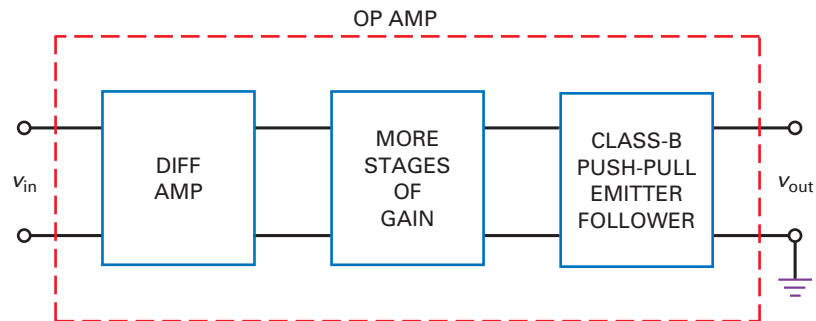 OP AMP
vin
DIFF
AMP
MORE
STAGES
OF
GAIN
CLASS-B
PUSH-PULL
EMITTER
FOLLOWER
vout